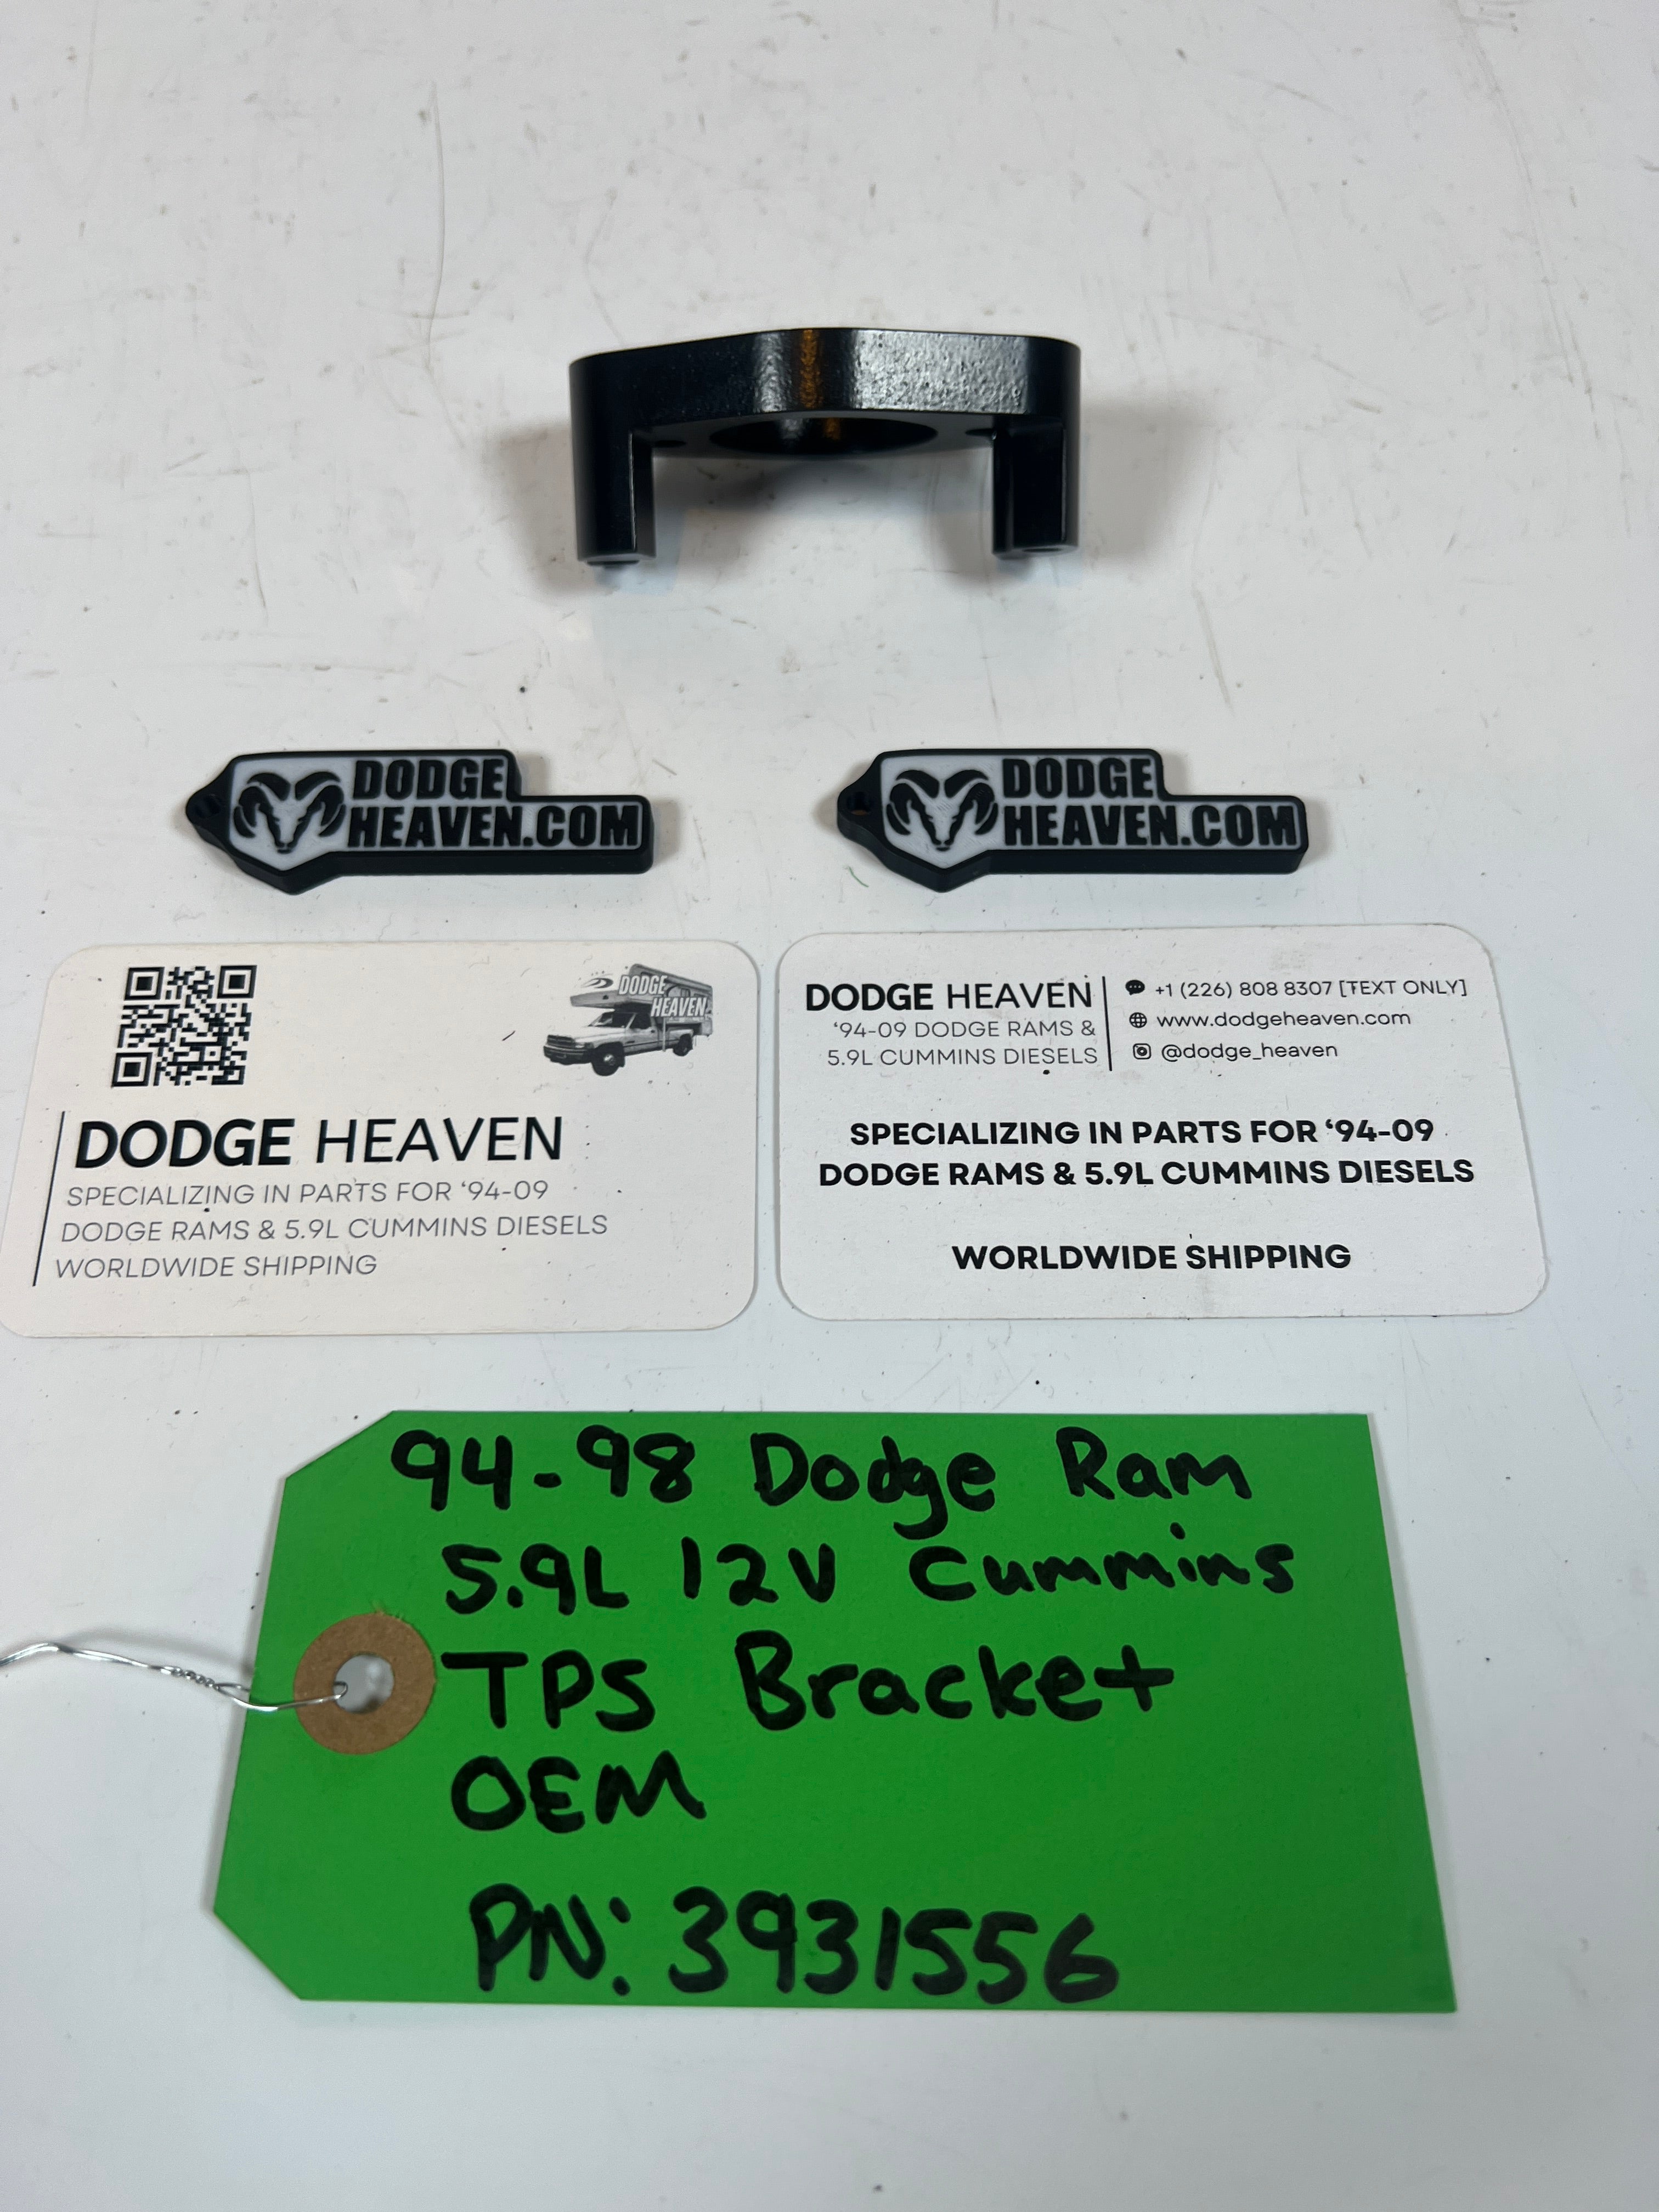 DODGE
HEAVEN.COM
DODGE
HEAVEN.COM
DODGE
HEAVEN
DODGE HEAVEN
SPECIALIZING IN PARTS FOR ‘94-09
DODGE RAMS & 5.9L CUMMINS DIESELS
WORLDWIDE SHIPPING
DODGE HEAVEN
‘94-09 DODGE RAMS &
5.9L CUMMINS DIESELS
+1 (226) 808 8307 [TEXT ONLY]
www.dodgeheaven.com
@dodge_heaven
SPECIALIZING IN PARTS FOR ‘94-09
DODGE RAMS & 5.9L CUMMINS DIESELS
WORLDWIDE SHIPPING
94-98 Dodge Ram
5.9L 12V Cummins
TPS Bracket
OEM
PN: 3931556